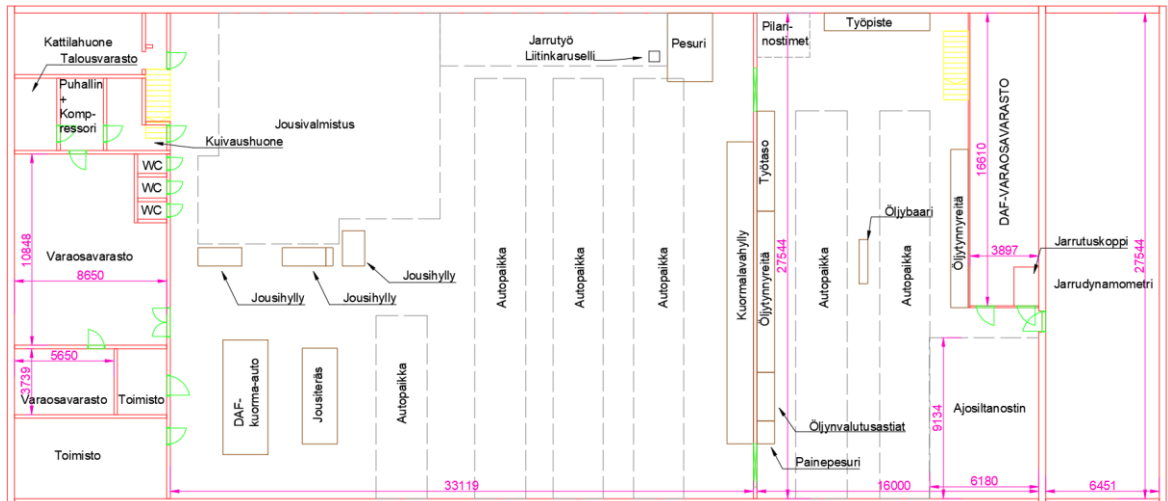 Kattilahuone
Talousvarasto
Puhallin
+
Komp-
ressori
Kuivaushuone
WC
WC
WC
10848
Varaosavarasto
8650
5650
3739
Varaosavarasto
Toimisto
Toimisto
Jousivalmistus
Jousihylly
Jousihylly
Jousihylly
DAF-
kuorma-auto
Jousiteräs
Autopaikka
Autopaikka
Autopaikka
Autopaikka
Jarrutyö
Liitinkaruselli
Pesuri
33119
Kuormalavahylly
Pilari-
nostimet
Työpiste
27544
Työtaso
Öljytynnyreitä
Öljybaari
Autopaikka
Autopaikka
Öljynvalutusastiat
Painepesuri
16000
Öljytynnyreitä
16610
DAF-VARAOSAVARASTO
3897
Jarrutuskoppi
Jarrudynamometri
27544
9134
Ajosiltanostin
6180
6451